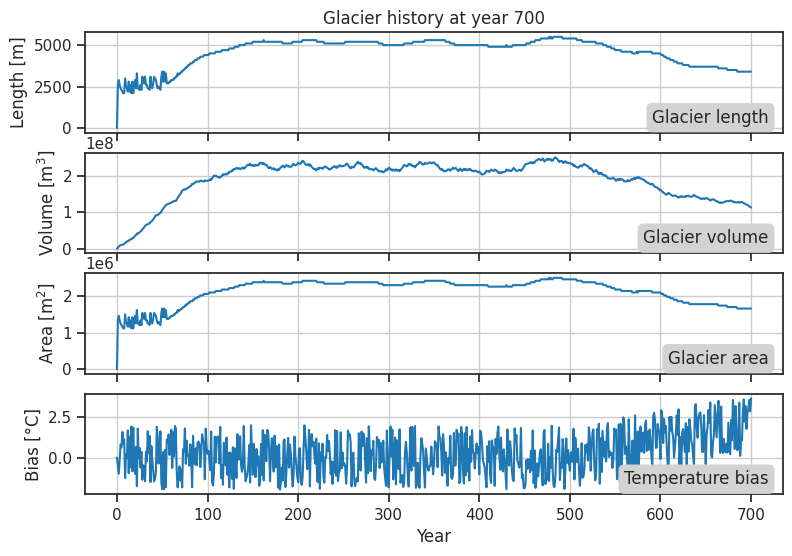 Glacier history at year 700
Length [m]
5000
2500
0
Glacier length
1e8
Volume [m³]
2
1
0
Glacier volume
1e6
Area [m²]
2
1
0
Glacier area
Bias [°C]
2.5
0.0
Temperature bias
0 100 200 300 400 500 600 700
Year